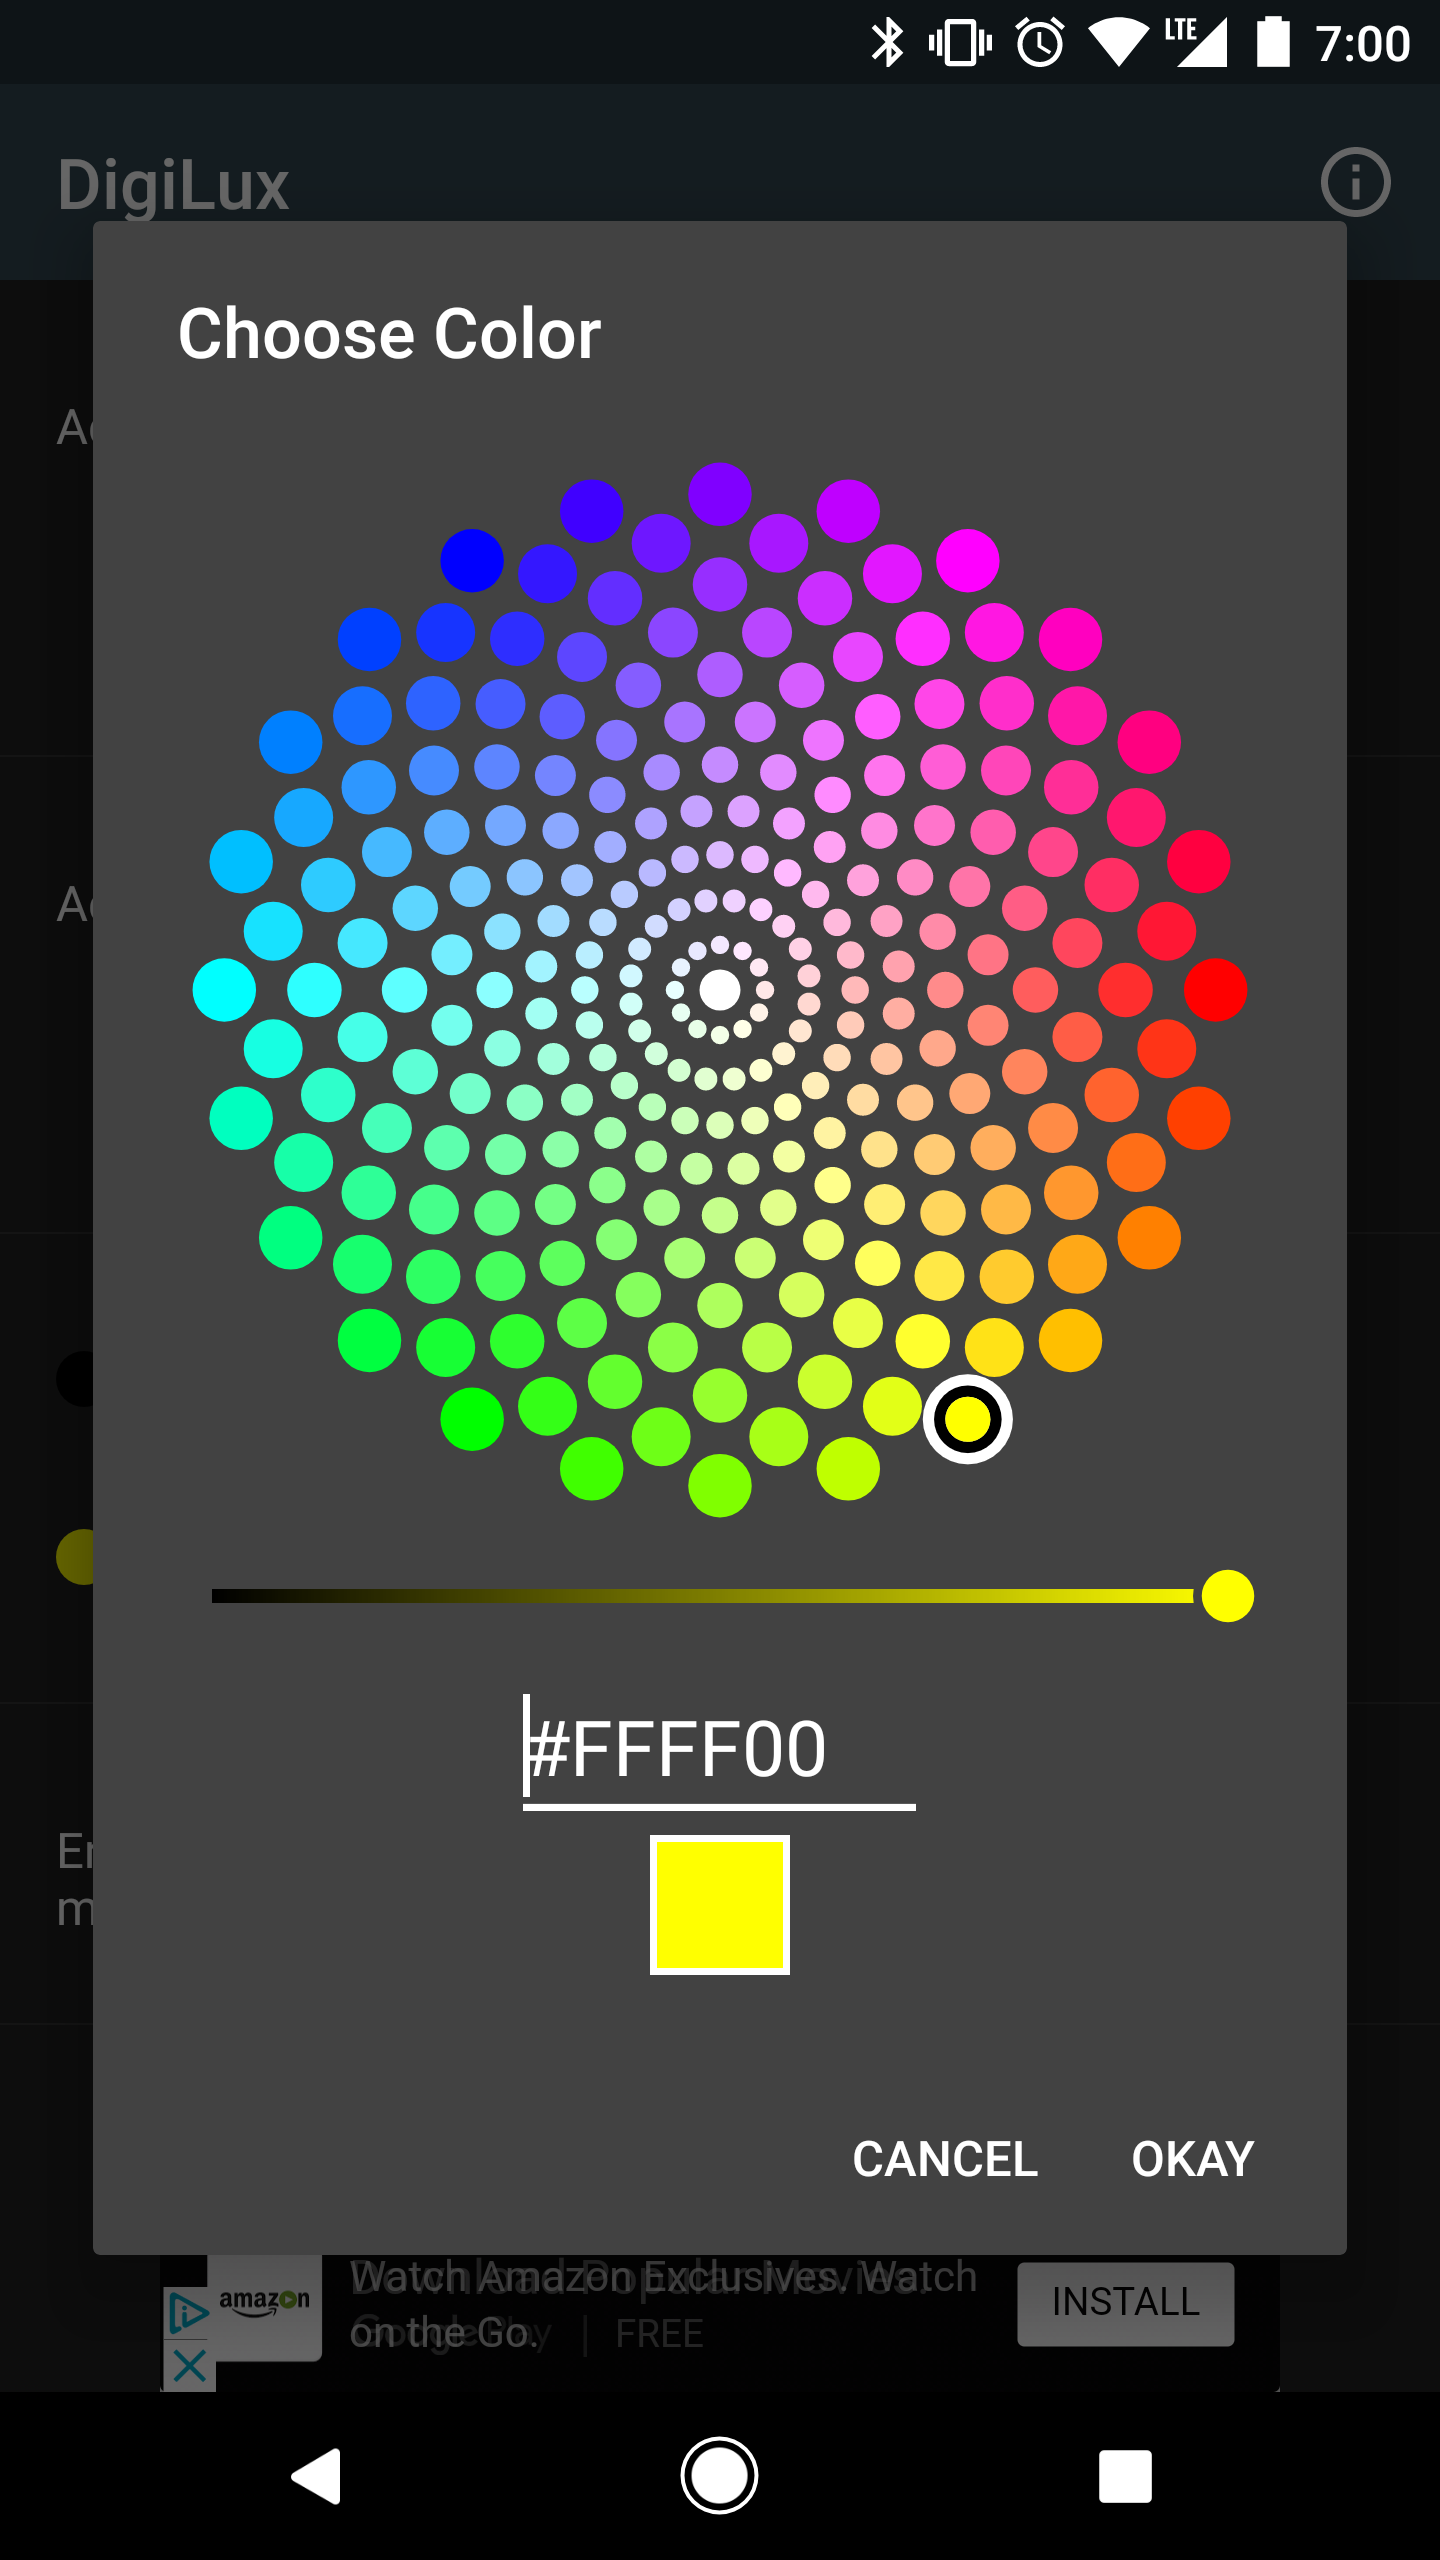 LTE 7:00
DigiLux
Choose Color
#FFFF00
CANCEL OKAY
amazon
Watch Amazon Exclusives. Watch
on the Go.
FREE
INSTALL